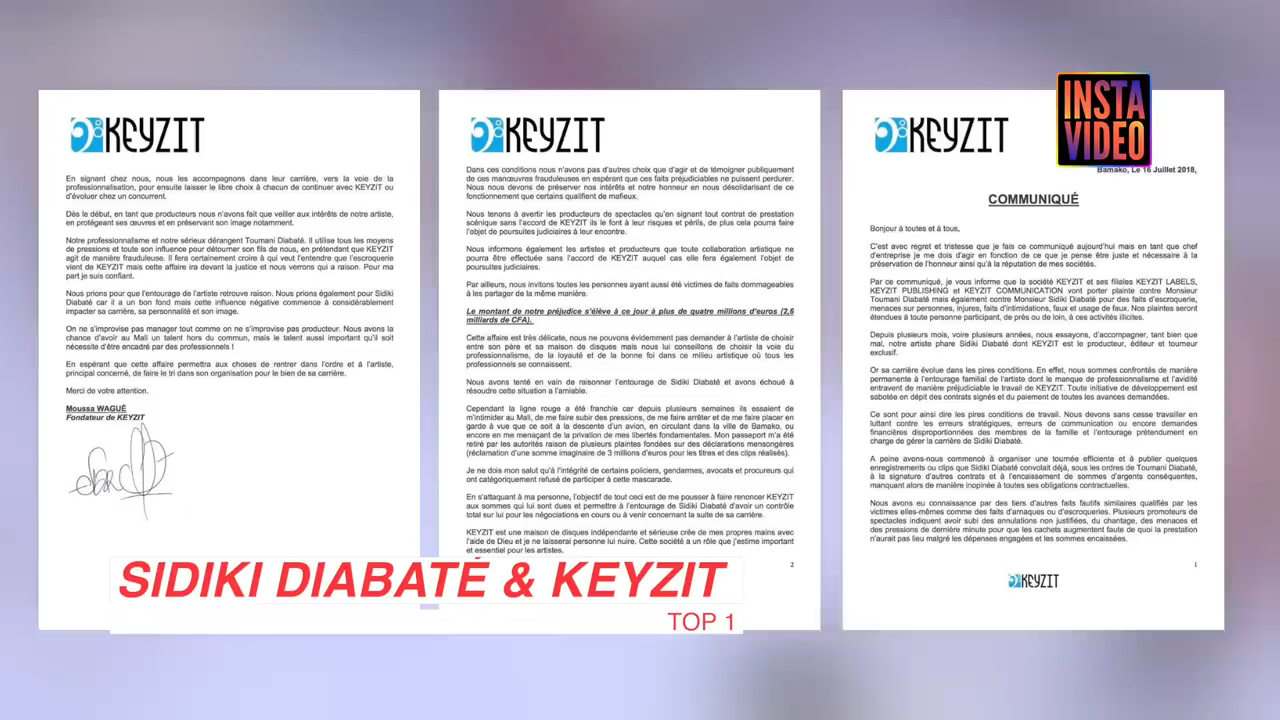 KEYZIT
En signant chez nous, nous les accompagnons dans leur carrière, vers la voie de la
professionnalisation, pour ensuite laisser le libre choix à chacun de continuer avec KEYZIT ou
d'évoluer chez un concurrent.
Dès le début, en tant que producteurs nous n'avons fait que veiller aux intérêts de notre artiste,
en protégeant ses œuvres et en préservant son image notamment.
Notre professionnalisme et notre sérieux dérangent Toumani Diabaté. Il utilise tous les moyens
de pressions et toute son influence pour détourner son fils de nous, en prétendant que KEYZIT
agit de manière frauduleuse. Il fera certainement croire à qui veut l'entendre que l'escroquerie
vient de KEYZIT mais cette affaire ira devant la justice et nous verrons qui a raison. Pour ma
part je suis confiant.
Nous prions pour que l'entourage de l'artiste retrouve raison. Nous prions également pour Sidiki
Diabaté car il a un bon fond mais cette influence négative commence à considérablement
impacter sa carrière, sa personnalité et son image.
On ne s'improvise pas manager tout comme on ne s'improvise pas producteur. Nous avons la
chance d'avoir au Mali un talent hors du commun, mais le talent aussi important qu'il soit
nécessite d'être encadré par des professionnels !
En espérant que cette affaire permettra aux choses de rentrer dans l'ordre et à l'artiste,
principal concerné, de faire le tri dans son organisation pour le bien de sa carrière.
Merci de votre attention.
Moussa WAGUÉ
Fondateur de KEYZIT
KEYZIT
Dans ces conditions nous n'avons pas d'autres choix que d'agir et de témoigner publiquement
de ces manœuvres frauduleuses en espérant que ces faits préjudiciables ne puissent perdurer.
Nous nous devons de préserver nos intérêts et notre honneur en nous désolidarisant de ce
fonctionnement que certains qualifient de mafieux.
Nous tenons à avertir les producteurs de spectacles qu'en signant tout contrat de prestation
scénique sans l'accord de KEYZIT ils le font à leur risques et périls, de plus cela pourra faire
l'objet de poursuites judiciaires à leur encontre.
Nous informons également les artistes et producteurs que toute collaboration artistique ne
pourra être effectuée sans l'accord de KEYZIT auquel cas elle fera également l'objet de
poursuites judiciaires.
Par ailleurs, nous invitons toutes les personnes ayant aussi été victimes de faits dommageables
à les partager de la même manière.
Le montant de notre préjudice s'élève à ce jour à plus de quatre millions d'euros (2,6
milliards de CFA).
Cette affaire est très délicate, nous ne pouvons évidemment pas demander à l'artiste de choisir
entre son père et sa maison de disques mais nous lui conseillons de choisir la voie du
professionnalisme, de la loyauté et de la bonne foi dans ce milieu artistique où tous les
professionnels se connaissent.
Nous avons tenté en vain de raisonner l'entourage de Sidiki Diabaté et avons échoué à
résoudre cette situation a l'amiable.
Cependant la ligne rouge a été franchie car depuis plusieurs semaines ils essaient de
m'intimider au Mali, de me faire subir des pressions, de me faire arrêter et de me faire placer en
garde à vue que ce soit à la descente d'un avion, en circulant dans la ville de Bamako, ou
encore en me menaçant de la privation de mes libertés fondamentales. Mon passeport m'a été
retiré par les autorités raison de plusieurs plaintes fondées sur des déclarations mensongères
(réclamation d'une somme imaginaire de 3 millions d'euros pour les titres et des clips réalisés).
Je ne dois mon salut qu'à l'intégrité de certains policiers, gendarmes, avocats et procureurs qui
ont catégoriquement refusé de participer à cette mascarade.
En s'attaquant à ma personne, l'objectif de tout ceci est de me pousser à faire renoncer KEYZIT
aux sommes qui lui sont dues et permettre à l'entourage de Sidiki Diabaté d'avoir un contrôle
total sur lui pour les négociations en cours ou à venir concernant la suite de sa carrière.
KEYZIT est une maison de disques indépendante et sérieuse crée de mes propres mains avec
l'aide de Dieu et je ne laisserai personne lui nuire. Cette société a un rôle que j'estime important
et essentiel pour les artistes.
2
KEYZIT
INSTA
VIDEO
Bamako, Le 16 Juillet 2018,
COMMUNIQUÉ
Bonjour à toutes et à tous,
C'est avec regret et tristesse que je fais ce communiqué aujourd'hui mais en tant que chef
d'entreprise je me dois d'agir en fonction de ce que je pense être juste et nécessaire à la
préservation de l'honneur ainsi qu'à la réputation de mes sociétés.
Par ce communiqué, je vous informe que la société KEYZIT et ses filiales KEYZIT LABELS,
KEYZIT PUBLISHING et KEYZIT COMMUNICATION vont porter plainte contre Monsieur
Toumani Diabaté mais également contre Monsieur Sidiki Diabaté pour des faits d'escroquerie,
menaces sur personnes, injures, faits d'intimidations, faux et usage de faux. Nos plaintes seront
étendues à toute personne participant, de près ou de loin, à ces activités illicites.
Depuis plusieurs mois, voire plusieurs années, nous essayons, d'accompagner, tant bien que
mal, notre artiste phare Sidiki Diabaté dont KEYZIT est le producteur, éditeur et tourneur
exclusif.
Or sa carrière évolue dans les pires conditions. En effet, nous sommes confrontés de manière
permanente à l'entourage familial de l'artiste dont le manque de professionnalisme et l'avidité
entravent de manière préjudiciable le travail de KEYZIT. Toute initiative de développement est
sabotée en dépit des contrats signés et du paiement de toutes les avances demandées.
Ce sont pour ainsi dire les pires conditions de travail. Nous devons sans cesse travailler en
luttant contre les erreurs stratégiques, erreurs de communication ou encore demandes
financières disproportionnées des membres de la famille et l'entourage prétendument en
charge de gérer la carrière de Sidiki Diabaté.
A peine avons-nous commencé à organiser une tournée efficiente et à publier quelques
enregistrements ou clips que Sidiki Diabaté convolait déjà, sous les ordres de Toumani Diabaté,
à la signature d'autres contrats et à l'encaissement de sommes d'argents conséquentes,
manquant alors de manière inopinée à toutes ses obligations contractuelles.
Nous avons eu connaissance par des tiers d'autres faits fautifs similaires qualifiés par les
victimes elles-mêmes comme des faits d'arnaques ou d'escroqueries. Plusieurs promoteurs de
spectacles indiquent avoir subi des annulations non justifiées, du chantage, des menaces et
des pressions de dernière minute pour que les cachets augmentent faute de quoi la prestation
n'aurait pas lieu malgré les dépenses engagées et les sommes encaissées.
1
KEYZIT
SIDIKI DIABATÉ & KEYZIT
TOP 1